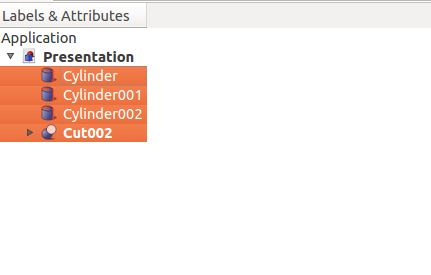 Labels & Attributes
Application
Presentation
Cylinder
Cylinder001
Cylinder002
Cut002